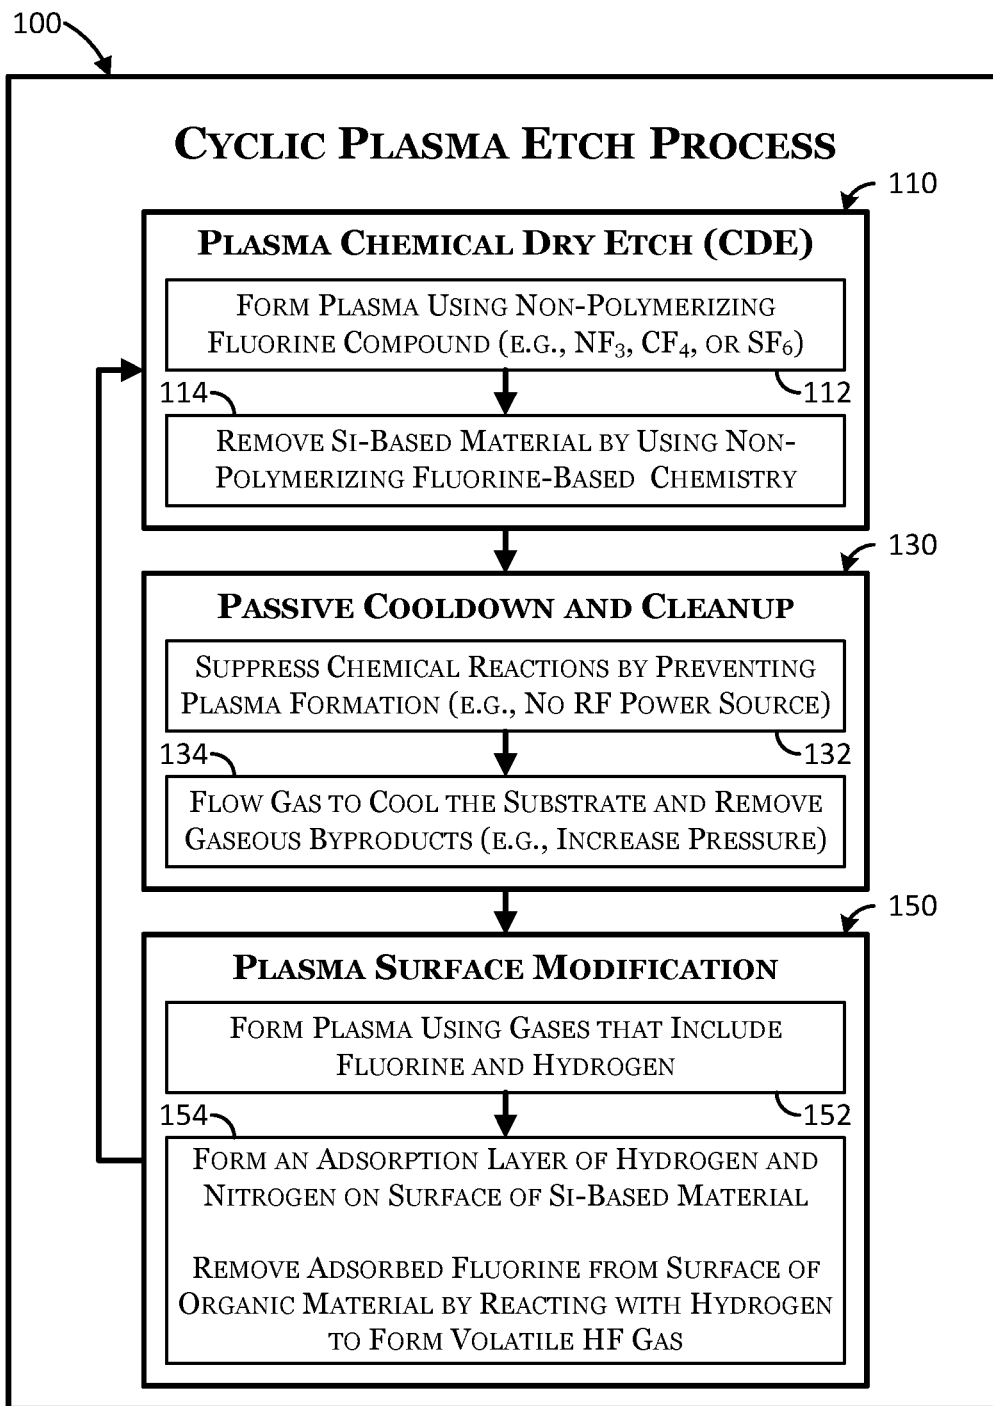 100
CYCLIC PLASMA ETCH PROCESS
110
PLASMA CHEMICAL DRY ETCH (CDE)
FORM PLASMA USING NON-POLYMERIZING
FLUORINE COMPOUND (E.G., NF₃, CF₄, OR SF₆)
114
112
REMOVE SI-BASED MATERIAL BY USING NON-
POLYMERIZING FLUORINE-BASED CHEMISTRY
130
PASSIVE COOLDOWN AND CLEANUP
SUPPRESS CHEMICAL REACTIONS BY PREVENTING
PLASMA FORMATION (E.G., NO RF POWER SOURCE)
134
132
FLOW GAS TO COOL THE SUBSTRATE AND REMOVE
GASEOUS BYPRODUCTS (E.G., INCREASE PRESSURE)
150
PLASMA SURFACE MODIFICATION
FORM PLASMA USING GASES THAT INCLUDE
FLUORINE AND HYDROGEN
154
152
FORM AN ADSORPTION LAYER OF HYDROGEN AND
NITROGEN ON SURFACE OF SI-BASED MATERIAL
REMOVE ADSORBED FLUORINE FROM SURFACE OF
ORGANIC MATERIAL BY REACTING WITH HYDROGEN
TO FORM VOLATILE HF GAS